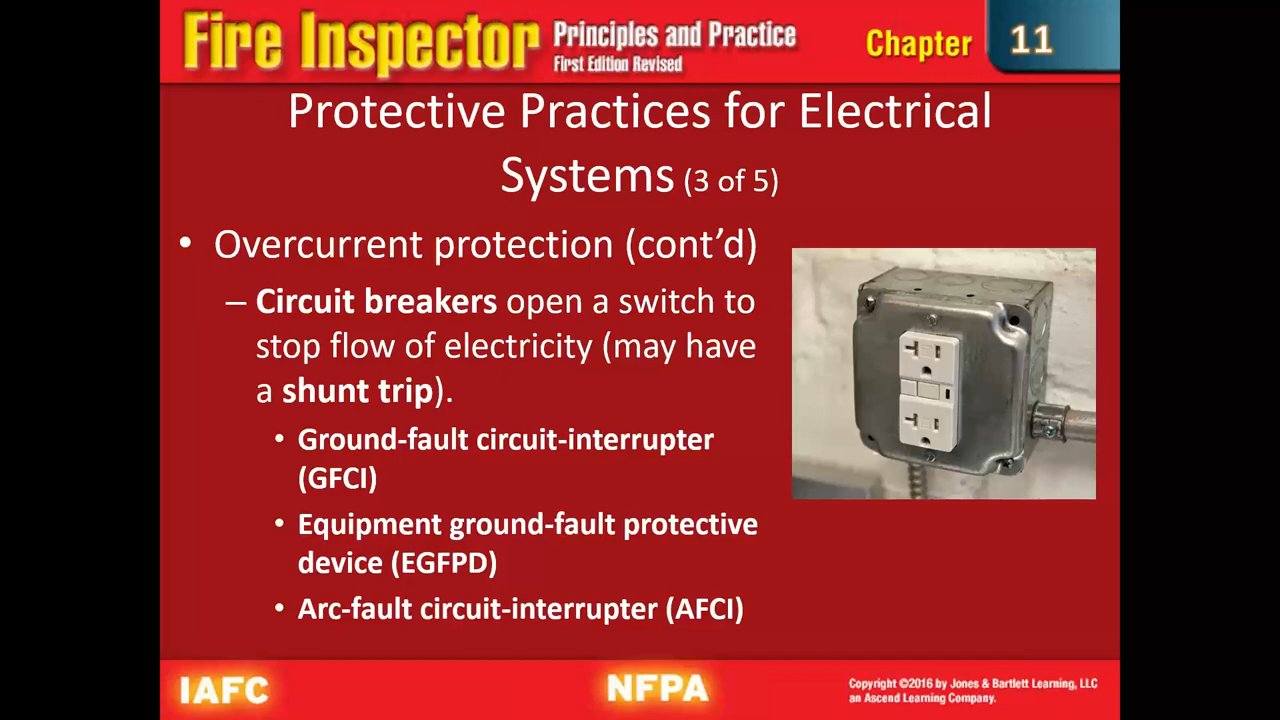 Fire Inspector
Principles and Practice
First Edition Revised
Chapter 11
Protective Practices for Electrical
Systems (3 of 5)
• Overcurrent protection (cont’d)
– Circuit breakers open a switch to
stop flow of electricity (may have
a shunt trip).
• Ground-fault circuit-interrupter
(GFCI)
• Equipment ground-fault protective
device (EGFPD)
• Arc-fault circuit-interrupter (AFCI)
IAFC
NFPA
Copyright ©2016 by Jones & Bartlett Learning, LLC
an Ascend Learning Company.